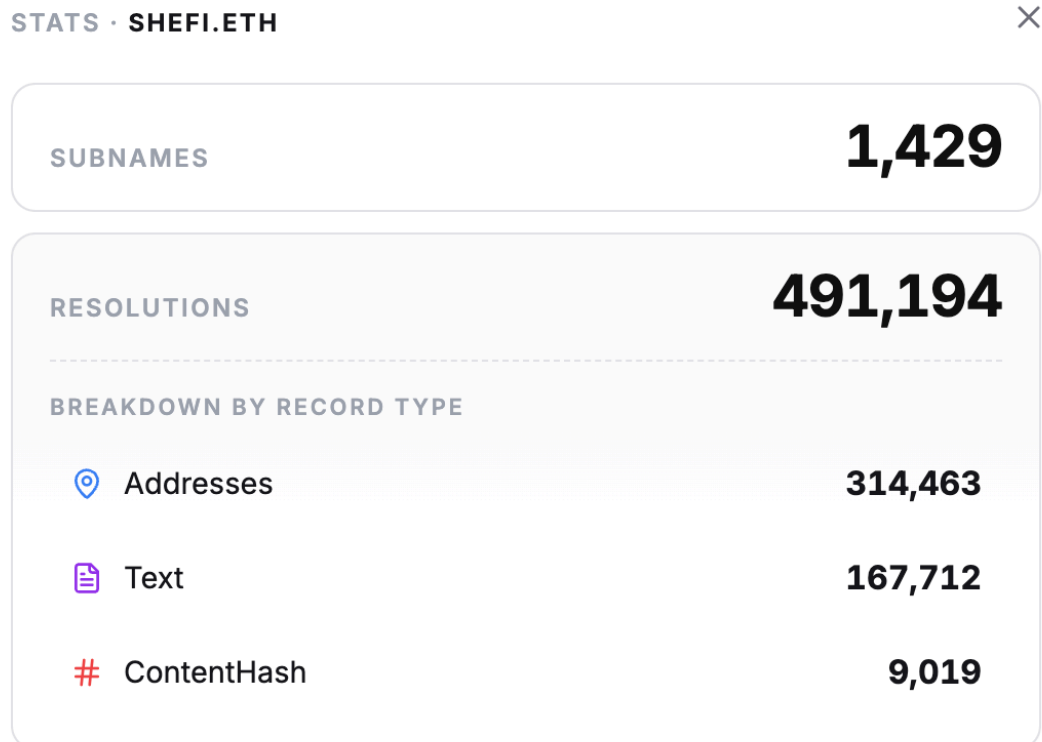 STATS · SHEFI.ETH
SUBNAMES 1,429
RESOLUTIONS 491,194
BREAKDOWN BY RECORD TYPE
Addresses 314,463
Text 167,712
ContentHash 9,019